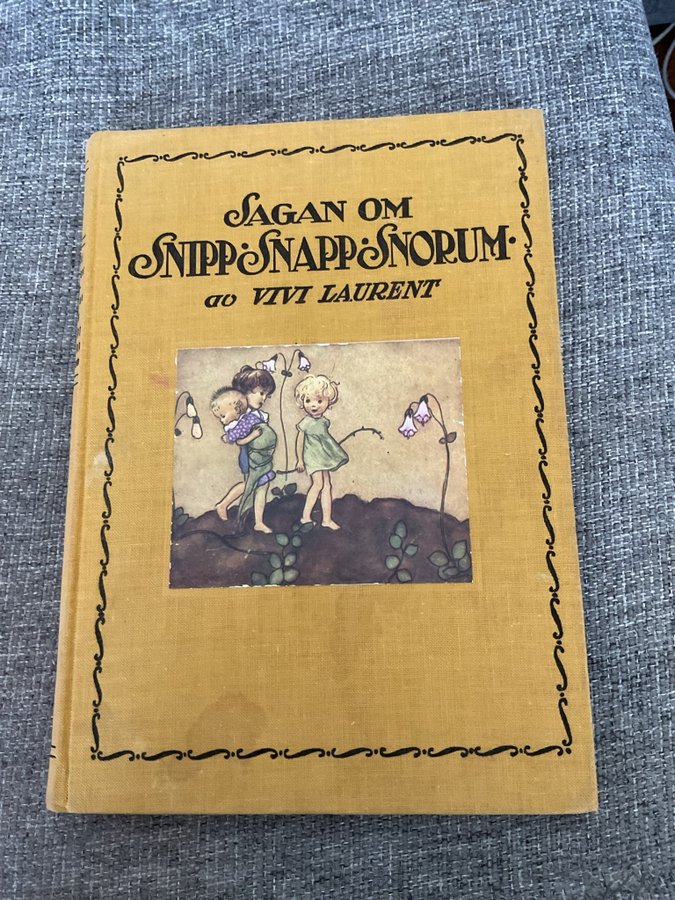 SAGAN OM
SNIPP·SNAPP·SNORUM·
av VIVI LAURENT